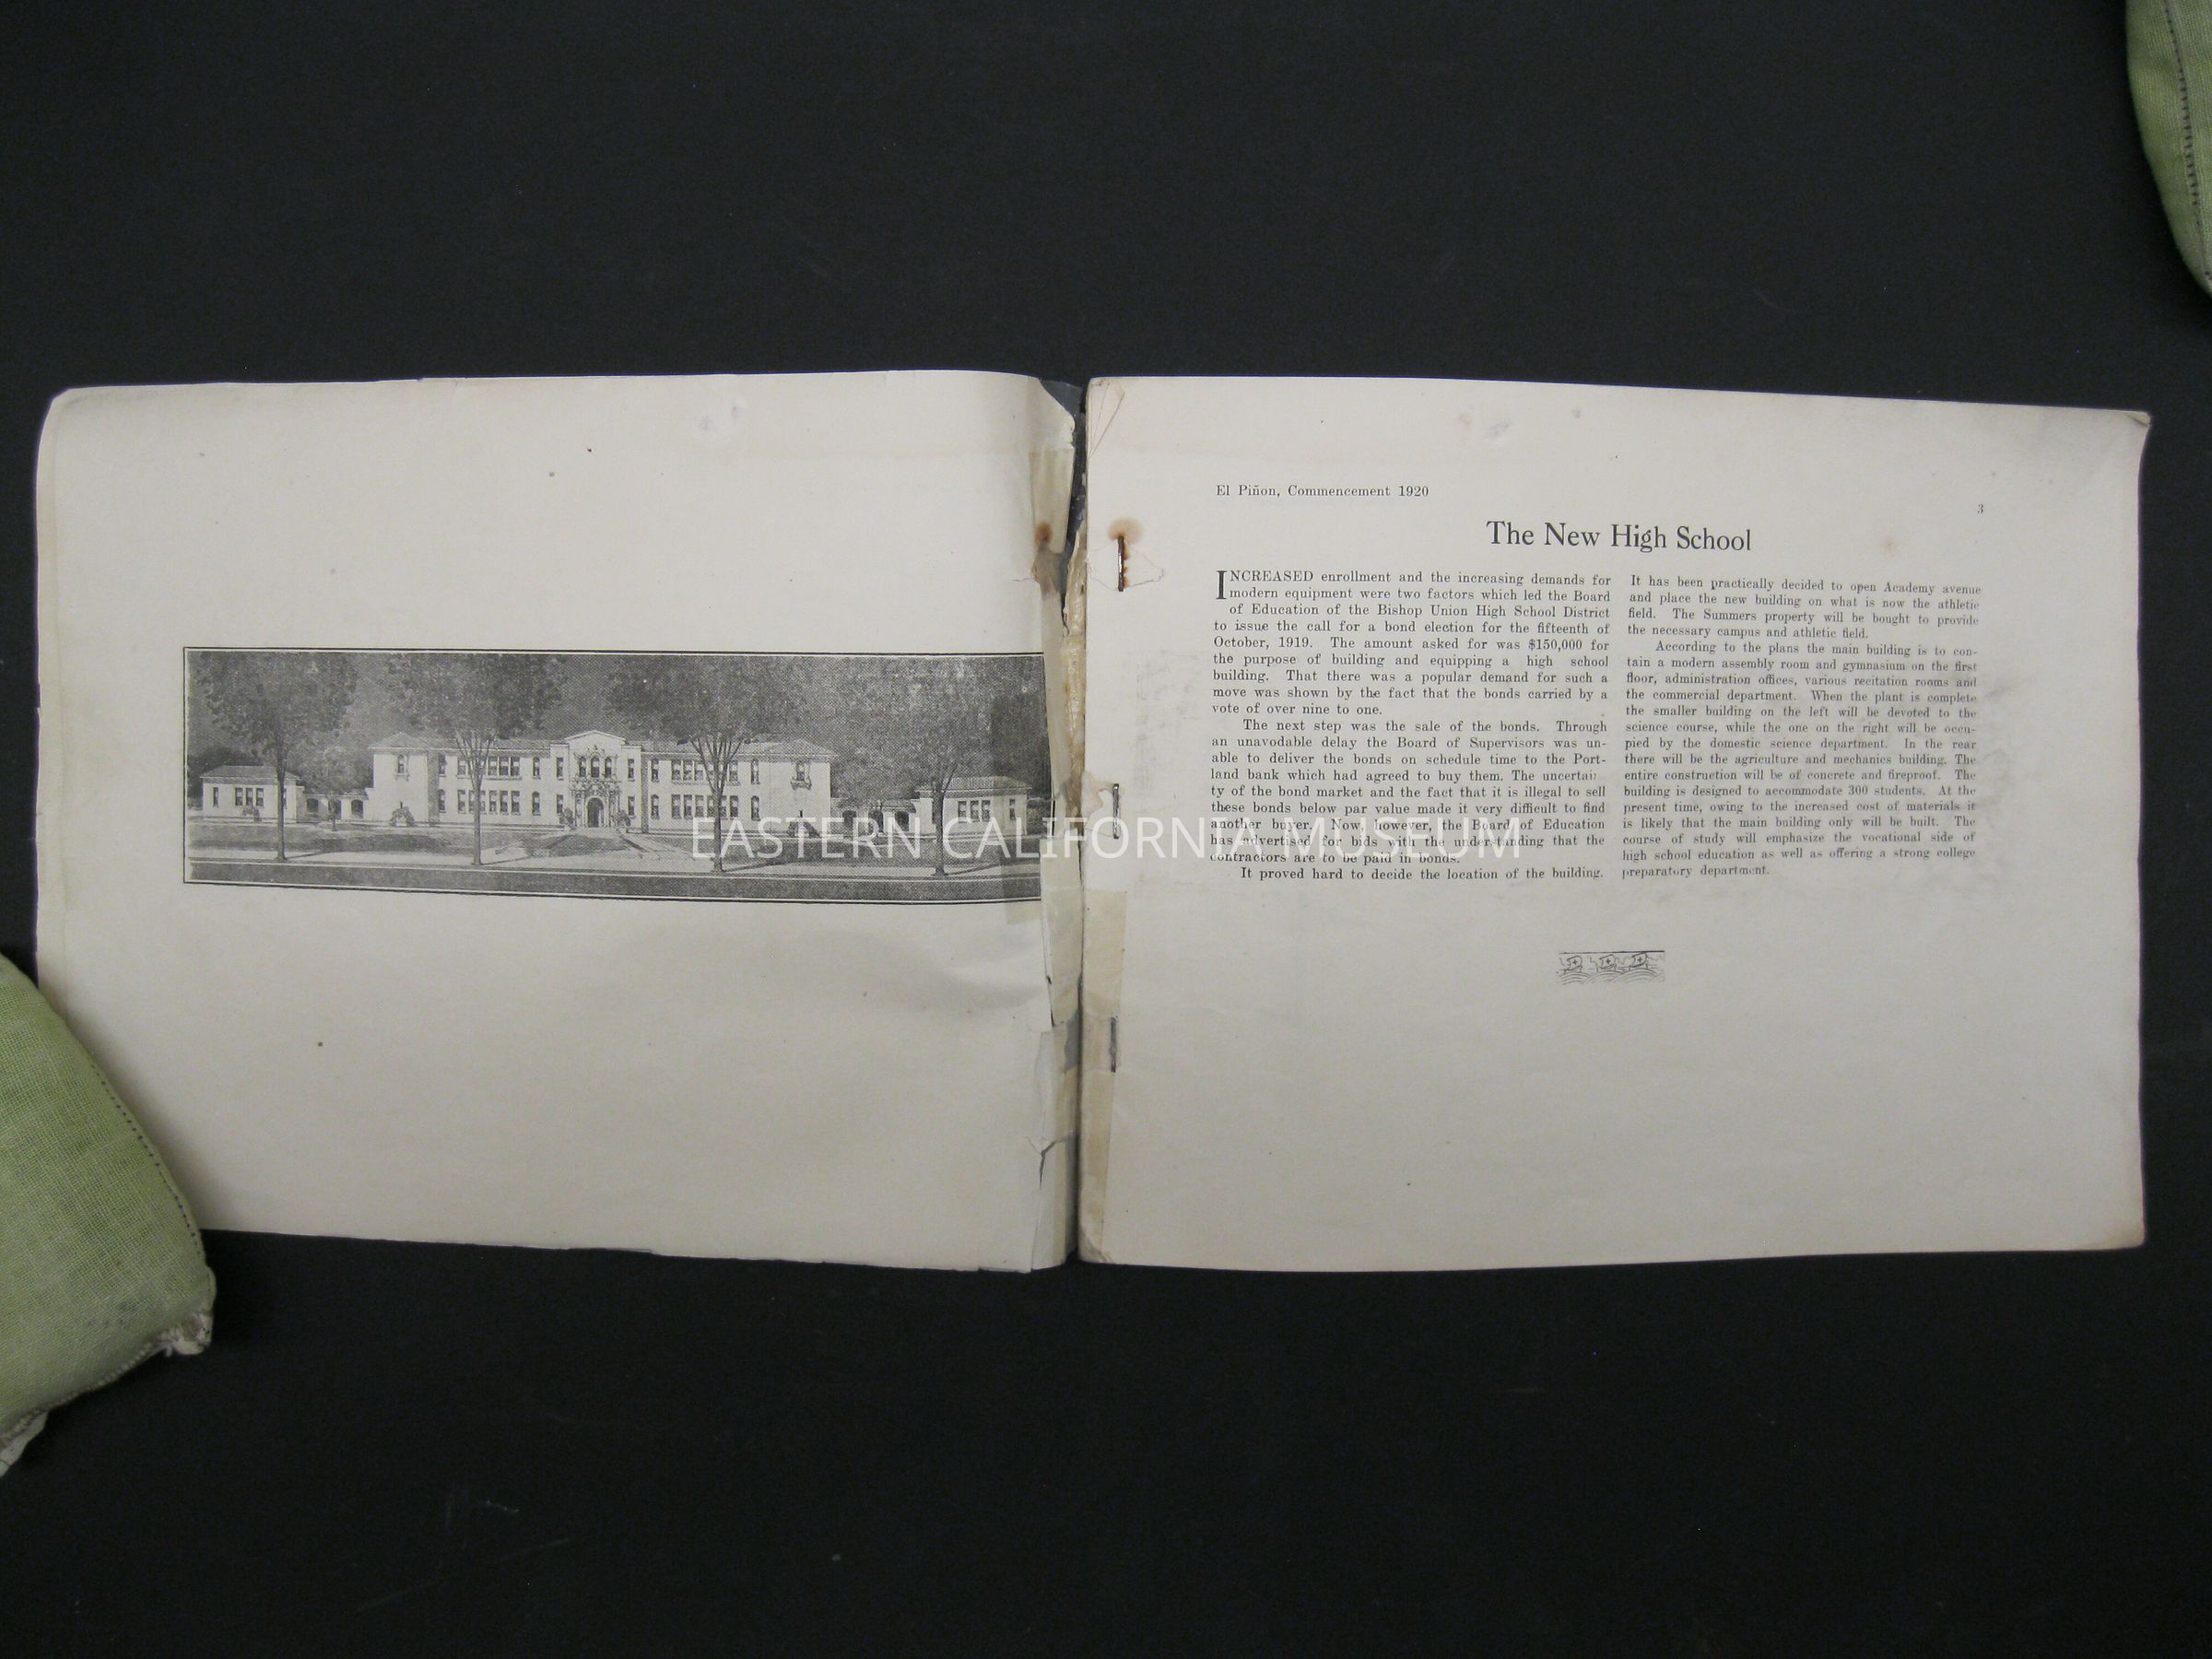 El Piñon, Commencement 1920
3
The New High School
INCREASED enrollment and the increasing demands for
modern equipment were two factors which led the Board
of Education of the Bishop Union High School District
to issue the call for a bond election for the fifteenth of
October, 1919. The amount asked for was $150,000 for
the purpose of building and equipping a high school
building. That there was a popular demand for such a
move was shown by the fact that the bonds carried by a
vote of over nine to one.
The next step was the sale of the bonds. Through
an unavodable delay the Board of Supervisors was un-
able to deliver the bonds on schedule time to the Port-
land bank which had agreed to buy them. The uncertai
ty of the bond market and the fact that it is illegal to sell
these bonds below par value made it very difficult to find
another buyer. Now, however, the Board of Education
has advertised for bids with the understanding that the
contractors are to be paid in bonds.
It proved hard to decide the location of the building.
It has been practically decided to open Academy avenue
and place the new building on what is now the athletic
field. The Summers property will be bought to provide
the necessary campus and athletic field.
According to the plans the main building is to con-
tain a modern assembly room and gymnasium on the first
floor, administration offices, various recitation rooms and
the commercial department. When the plant is complete
the smaller building on the left will be devoted to the
science course, while the one on the right will be occu-
pied by the domestic science department. In the rear
there will be the agriculture and mechanics building. The
entire construction will be of concrete and fireproof. The
building is designed to accommodate 300 students. At the
present time, owing to the increased cost of materials it
is likely that the main building only will be built. The
course of study will emphasize the vocational side of
high school education as well as offering a strong college
preparatory department.
EASTERN CALIFORNIA MUSEUM